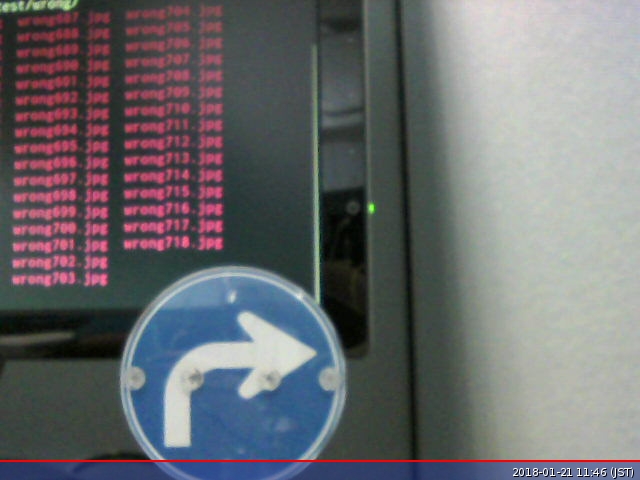 test/wrong/
wrong687.jpg wrong704.jpg
wrong688.jpg wrong705.jpg
wrong689.jpg wrong706.jpg
wrong690.jpg wrong707.jpg
wrong691.jpg wrong708.jpg
wrong692.jpg wrong709.jpg
wrong693.jpg wrong710.jpg
wrong694.jpg wrong711.jpg
wrong695.jpg wrong712.jpg
wrong696.jpg wrong713.jpg
wrong697.jpg wrong714.jpg
wrong698.jpg wrong715.jpg
wrong699.jpg wrong716.jpg
wrong700.jpg wrong717.jpg
wrong701.jpg wrong718.jpg
wrong702.jpg
wrong703.jpg
2018-01-21 11:46 (JST)